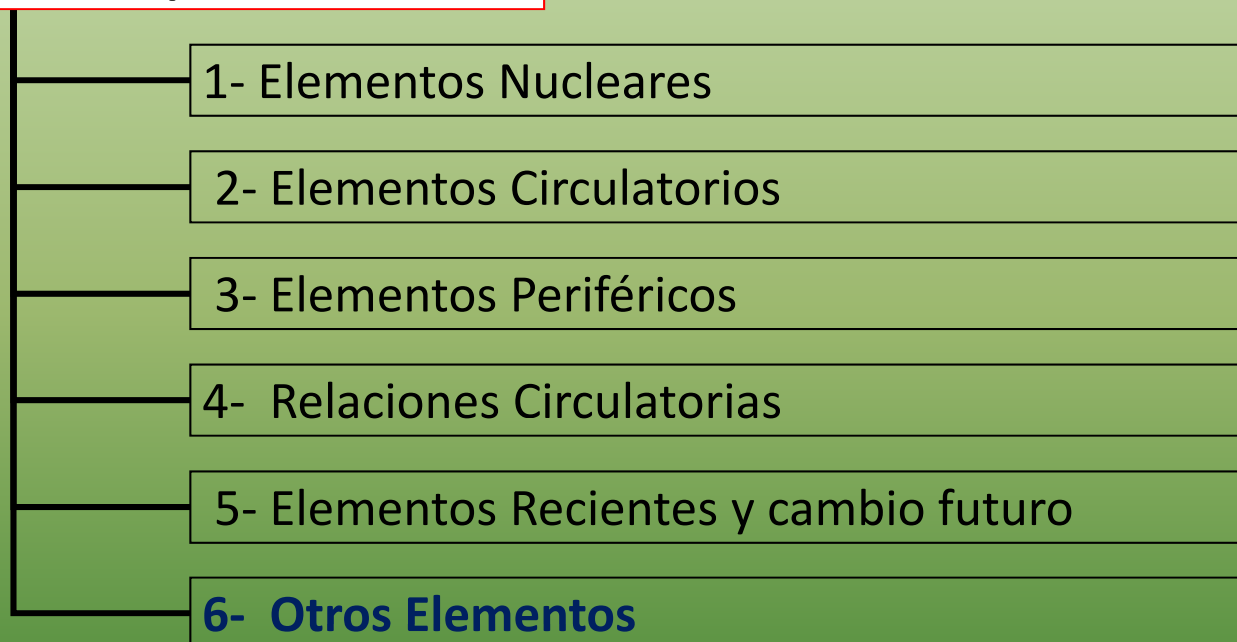 1- Elementos Nucleares
2- Elementos Circulatorios
3- Elementos Periféricos
4- Relaciones Circulatorias
5- Elementos Recientes y cambio futuro
6- Otros Elementos